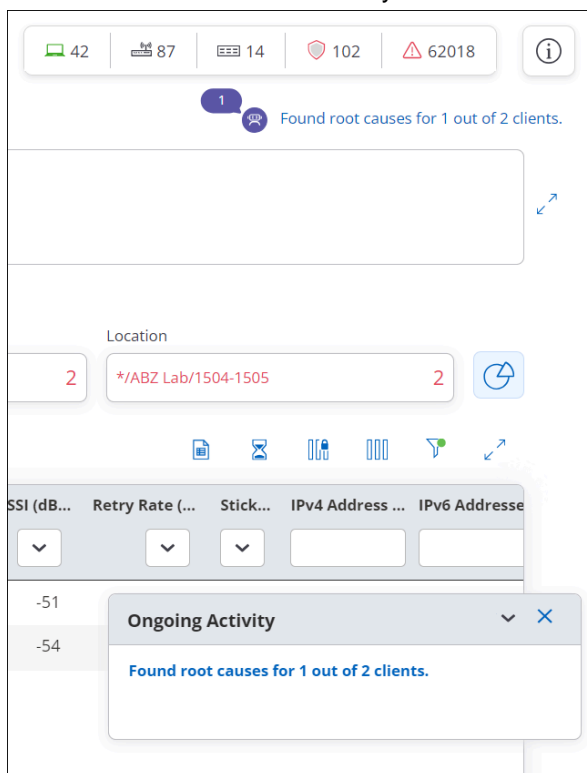 42 87 14 102 62018
1
Found root causes for 1 out of 2 clients.
Location
2 */ABZ Lab/1504-1505 2
SSI (dB... Retry Rate (... Stick... IPv4 Address ... IPv6 Addresse
-51
-54
Ongoing Activity
Found root causes for 1 out of 2 clients.